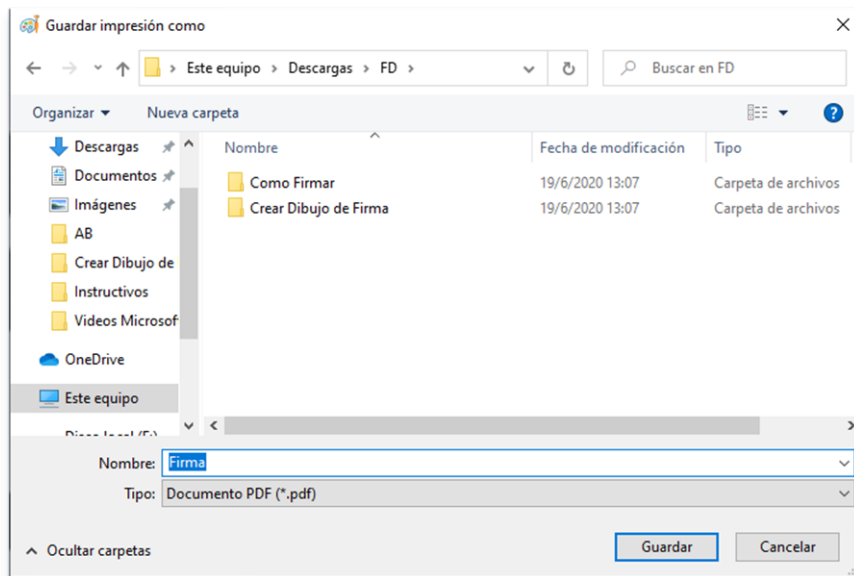 Guardar impresión como
Este equipo > Descargas > FD >
Buscar en FD
Organizar
Nueva carpeta
Descargas
Documentos
Imágenes
AB
Crear Dibujo de
Instructivos
Videos Microsof
OneDrive
Este equipo
Nombre Fecha de modificación Tipo
Como Firmar 19/6/2020 13:07 Carpeta de archivos
Crear Dibujo de Firma 19/6/2020 13:07 Carpeta de archivos
Nombre: Firma
Tipo: Documento PDF (*.pdf)
Ocultar carpetas
Guardar
Cancelar